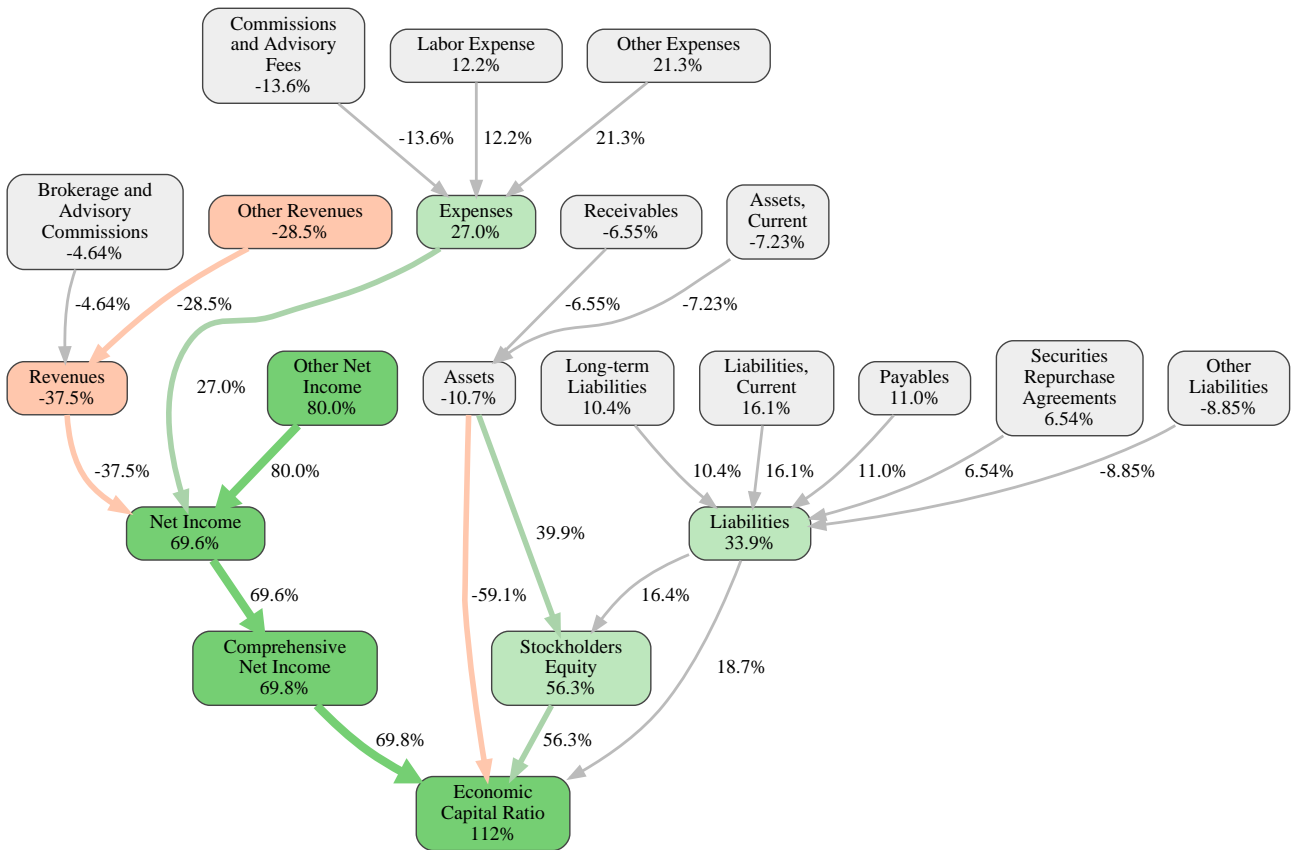 Commissions
and Advisory
Fees
-13.6%
Labor Expense
12.2%
Other Expenses
21.3%
-13.6%
12.2%
21.3%
Brokerage and
Advisory
Commissions
-4.64%
Other Revenues
-28.5%
Expenses
27.0%
Receivables
-6.55%
Assets,
Current
-7.23%
-4.64%
-28.5%
-6.55%
-7.23%
Revenues
-37.5%
27.0%
Other Net
Income
80.0%
Assets
-10.7%
Long-term
Liabilities
10.4%
Liabilities,
Current
16.1%
Payables
11.0%
Securities
Repurchase
Agreements
6.54%
Other
Liabilities
-8.85%
-37.5%
80.0%
10.4%
16.1%
11.0%
6.54%
-8.85%
Net Income
69.6%
39.9%
Liabilities
33.9%
69.6%
-59.1%
16.4%
Comprehensive
Net Income
69.8%
Stockholders
Equity
56.3%
18.7%
69.8%
56.3%
Economic
Capital Ratio
112%